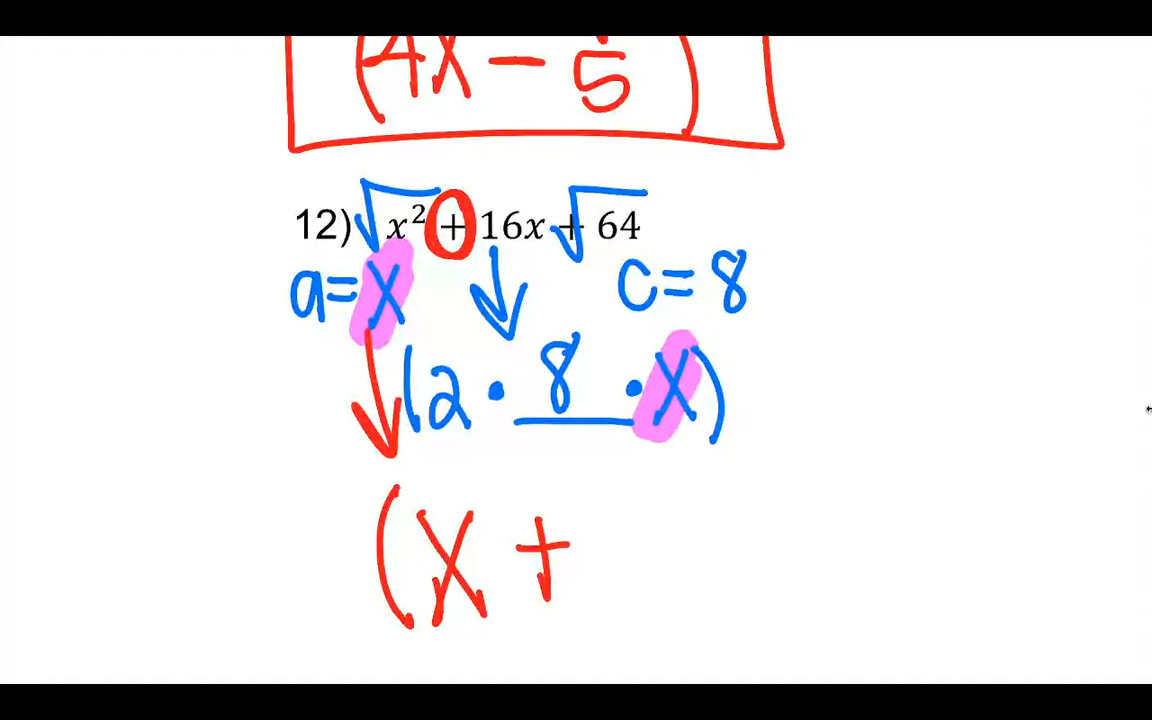 (4x - 5)
12) √x² + 16x + √64
a = x c = 8
(2 · 8 · x)
(x +